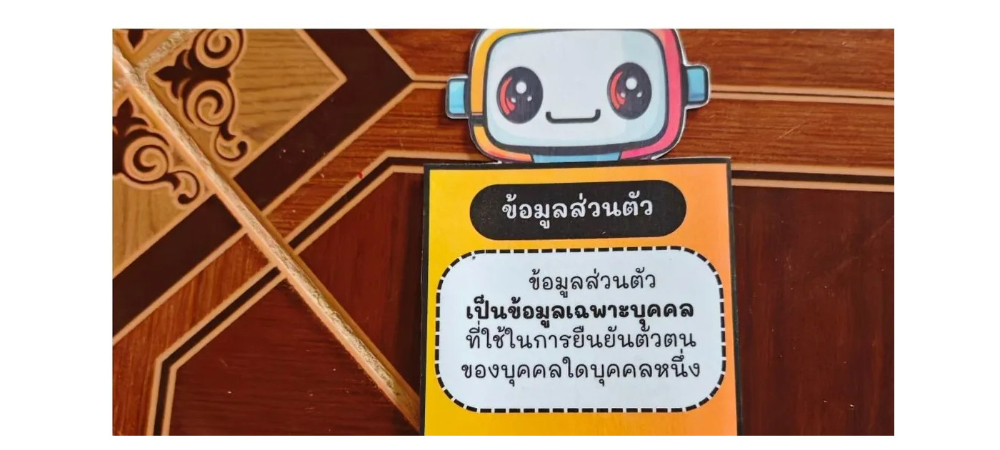 ข้อมูลส่วนตัว
ข้อมูลส่วนตัว
เป็นข้อมูลเฉพาะบุคคล
ที่ใช้ในการยืนยันตัวตน
ของบุคคลใดบุคคลหนึ่ง